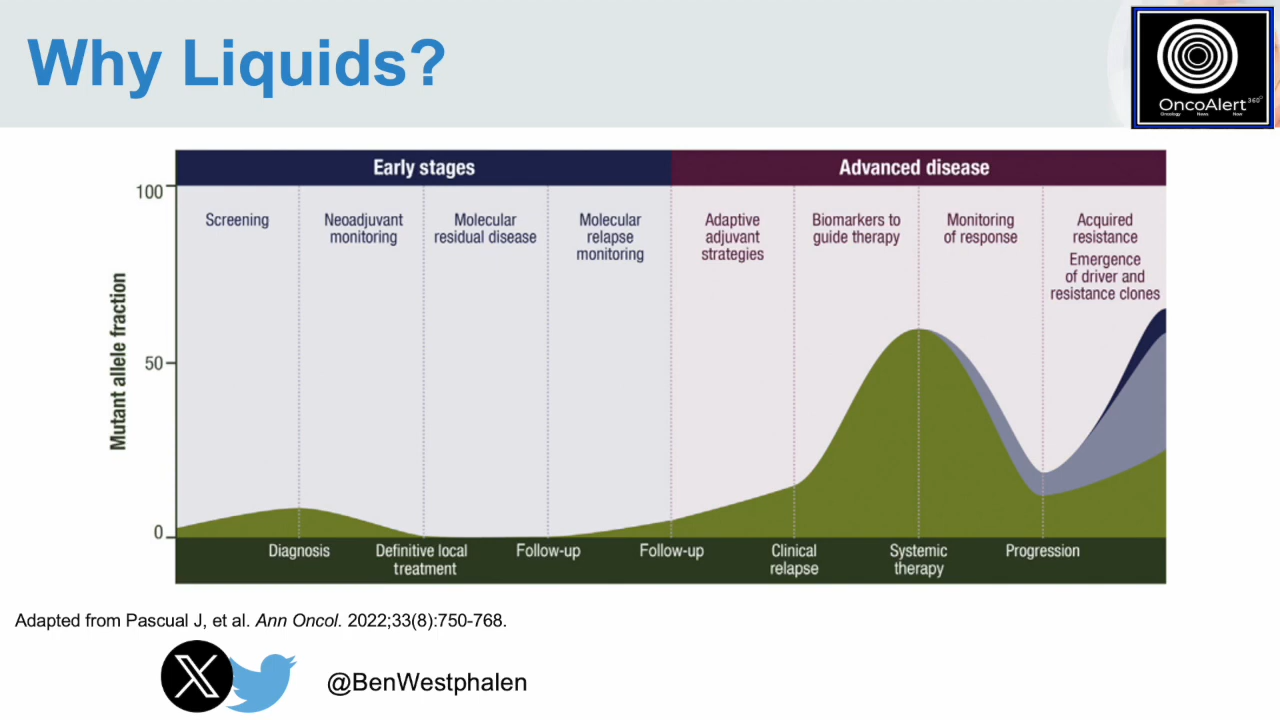 Why Liquids?
OncoAlert 360°
Oncology News Now
Early stages
Advanced disease
100
50
0
Mutant allele fraction
Screening
Neoadjuvant
monitoring
Molecular
residual disease
Molecular
relapse
monitoring
Adaptive
adjuvant
strategies
Biomarkers to
guide therapy
Monitoring
of response
Acquired
resistance
Emergence
of driver and
resistance clones
Diagnosis
Definitive local
treatment
Follow-up
Follow-up
Clinical
relapse
Systemic
therapy
Progression
Adapted from Pascual J, et al. Ann Oncol. 2022;33(8):750-768.
@BenWestphalen